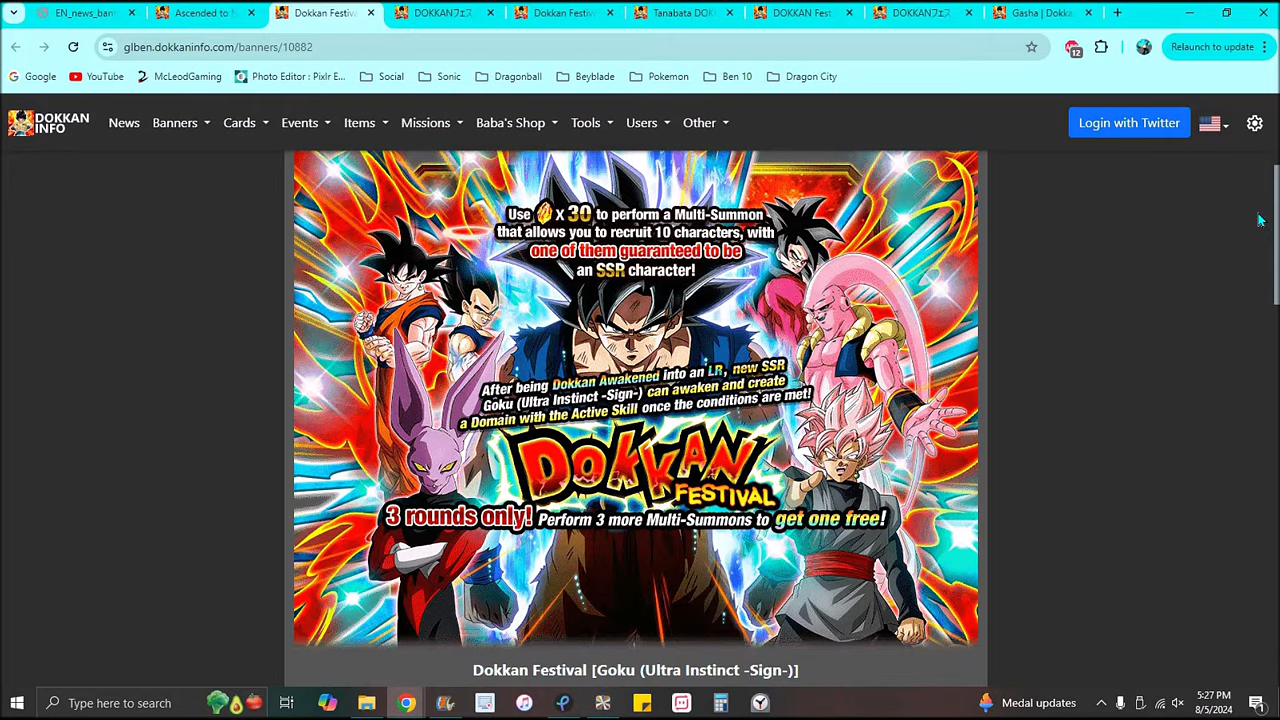 EN_news_ban
Ascended to
Dokkan Festiv
DOKKANフェス
Dokkan Festiv
Tanabata DOK
DOKKAN Fest
DOKKANフェス
Gasha | Dokka
glben.dokkaninfo.com/banners/10882
12
Relaunch to update
Google
YouTube
McLeodGaming
Photo Editor : Pixlr E...
Social
Sonic
Dragonball
Beyblade
Pokemon
Ben 10
Dragon City
DOKKAN
INFO
News
Banners
Cards
Events
Items
Missions
Baba's Shop
Tools
Users
Other
Login with Twitter
Use x 30 to perform a Multi-Summon
that allows you to recruit 10 characters, with
one of them guaranteed to be
an SSR character!
After being Dokkan Awakened into an LR, new SSR
Goku (Ultra Instinct -Sign-) can awaken and create
a Domain with the Active Skill once the conditions are met!
DOKKAN
FESTIVAL
3 rounds only! Perform 3 more Multi-Summons to get one free!
Dokkan Festival [Goku (Ultra Instinct -Sign-)]
Type here to search
Medal updates
5:27 PM
8/5/2024
1